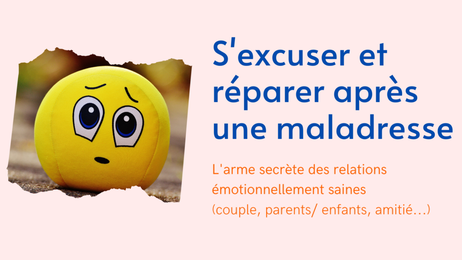 S'excuser et
réparer après
une maladresse
L'arme secrète des relations
émotionnellement saines
(couple, parents/ enfants, amitié...)